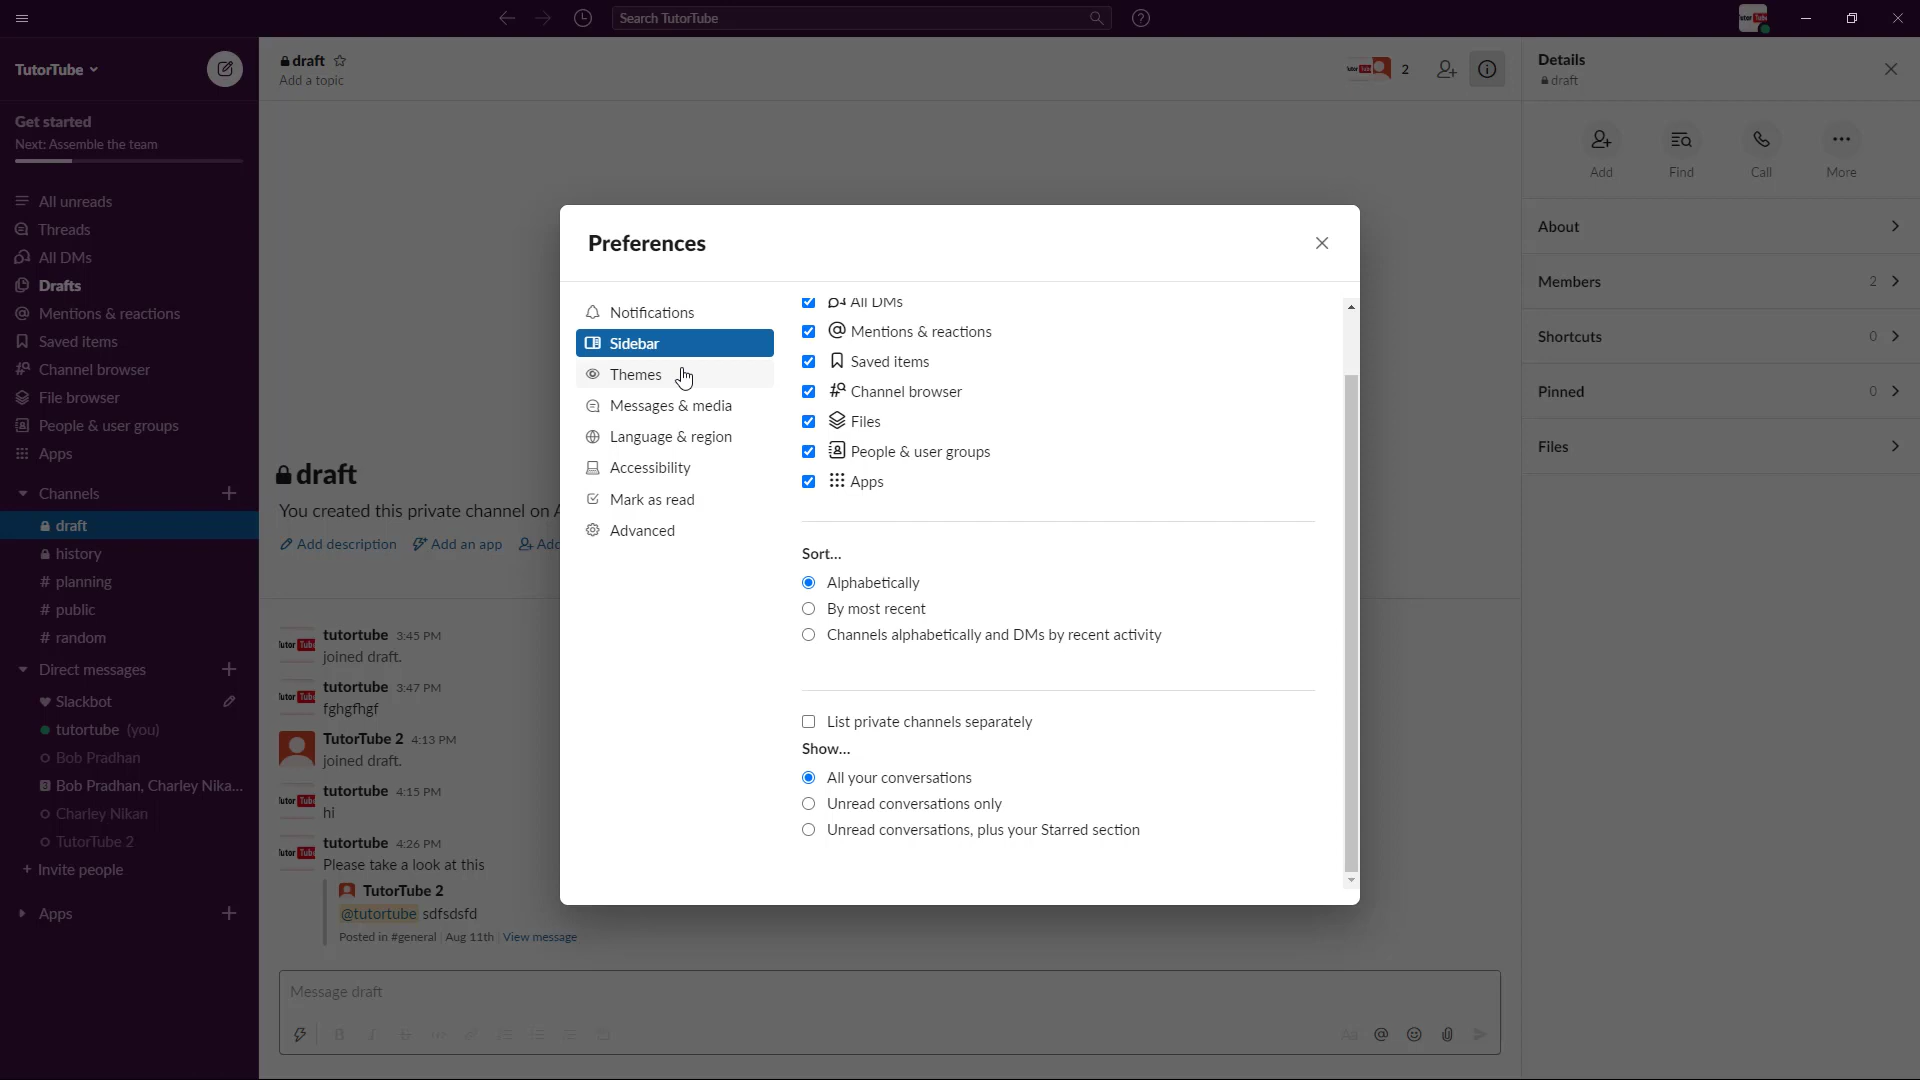 Search TutorTube
TutorTube
Get started
Next: Assemble the team
All unreads
Threads
All DMs
Drafts
Mentions & reactions
Saved items
Channel browser
File browser
People & user groups
Apps
Channels
draft
history
# planning
# public
# random
Direct messages
Slackbot
tutortube (you)
Bob Pradhan
3 Bob Pradhan, Charley Nika...
Charley Nikan
TutorTube 2
+ Invite people
Apps
draft
Add a topic
2
draft
You created this private channel on A
Add description Add an app Add
tutortube 3:45 PM
joined draft.
tutortube 3:47 PM
fghgfhgf
TutorTube 2 4:13 PM
joined draft.
tutortube 4:15 PM
hi
tutortube 4:26 PM
Please take a look at this
TutorTube 2
@tutortube sdfsdsfd
Posted in #general | Aug 11th | View message
Message draft
Preferences
Notifications
Sidebar
Themes
Messages & media
Language & region
Accessibility
Mark as read
Advanced
All DMs
Mentions & reactions
Saved items
Channel browser
Files
People & user groups
Apps
Sort...
Alphabetically
By most recent
Channels alphabetically and DMs by recent activity
List private channels separately
Show...
All your conversations
Unread conversations only
Unread conversations, plus your Starred section
Details
draft
Add
Find
Call
More
About
Members 2
Shortcuts 0
Pinned 0
Files